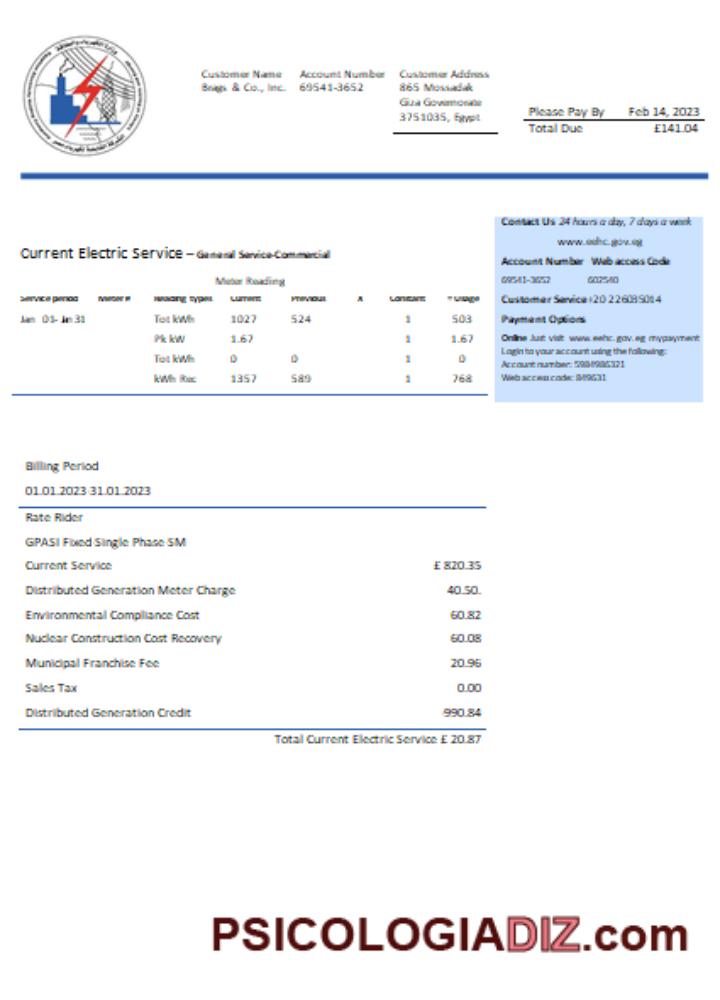 Customer Name Account Number Customer Address
Brags & Co., Inc. 69541-3652 865 Mossadak
Giza Governorate
3751035, Egypt
Please Pay By Feb 14, 2023
Total Due £141.04
Contact Us 24 hours a day, 7 days a week
www.eehc.gov.eg
Account Number Web access Code
69541-3652 602540
Customer Service +20 226035014
Payment Options
Online Just visit www.eehc.gov.eg mypayment
Login to your account using the following:
Account number: 5984986321
Web access code: 849631
Current Electric Service – General Service-Commercial
Meter Reading
Service period Meter # Reading types Current Previous X Constant = Usage
Jan 01- Jn 31 Tot kWh 1027 524 1 503
Pk kW 1.67 1 1.67
Tot kWh 0 0 1 0
kWh Rec 1357 589 1 768
Billing Period
01.01.2023-31.01.2023
Rate Rider
GPASI Fixed Single Phase SM
Current Service £ 820.35
Distributed Generation Meter Charge 40.50.
Environmental Compliance Cost 60.82
Nuclear Construction Cost Recovery 60.08
Municipal Franchise Fee 20.96
Sales Tax 0.00
Distributed Generation Credit -990.84
Total Current Electric Service £ 20.87
PSICOLOGIADIZ.com